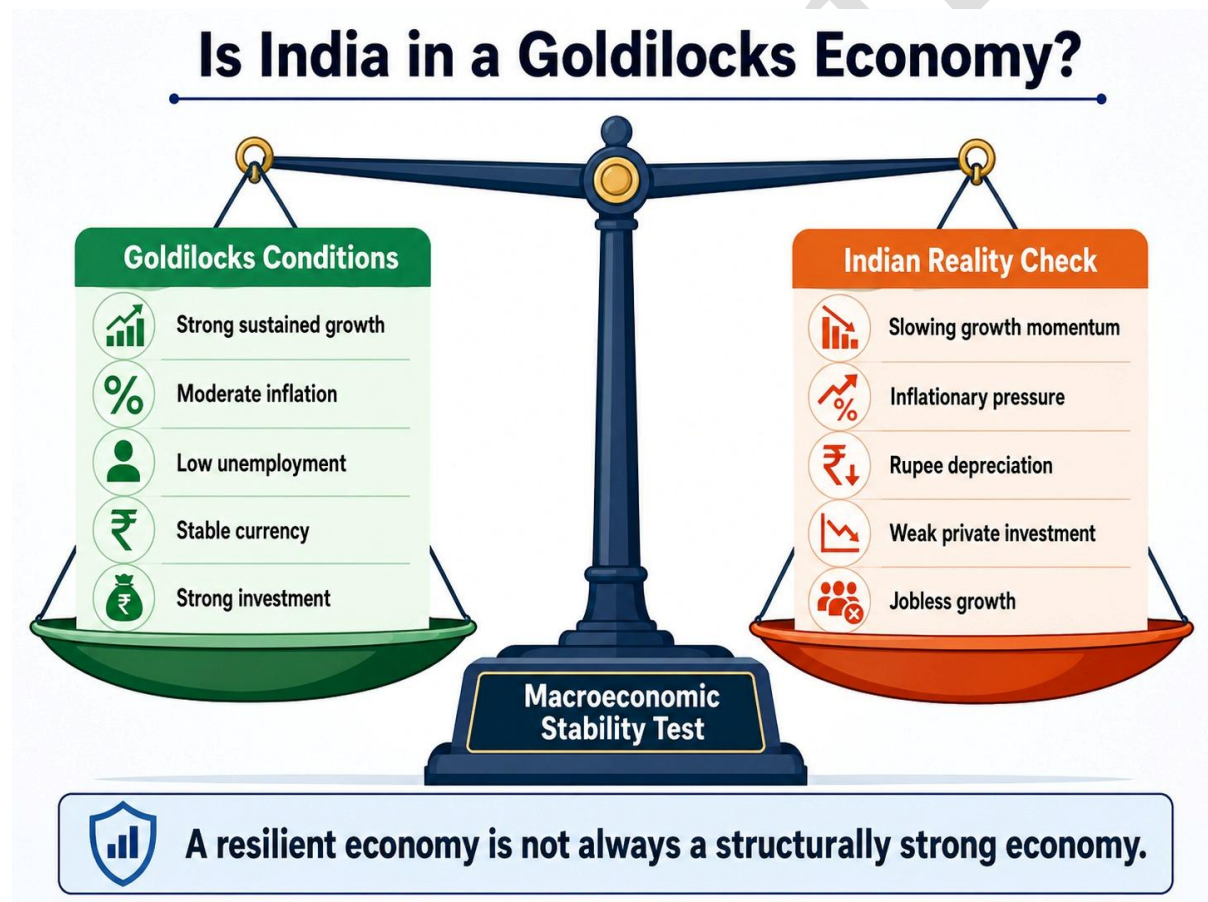 Is India in a Goldilocks Economy?
Goldilocks Conditions
Strong sustained growth
%
Moderate inflation
Low unemployment
₹
Stable currency
₹
Strong investment
Indian Reality Check
Slowing growth momentum
%
Inflationary pressure
₹
Rupee depreciation
Weak private investment
Jobless growth
Macroeconomic
Stability Test
A resilient economy is not always a structurally strong economy.